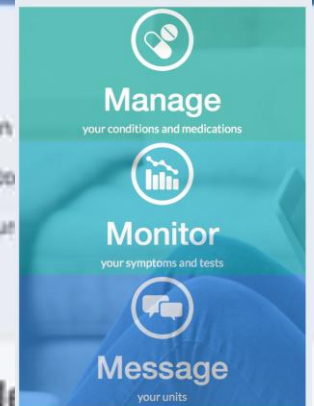 Manage
your conditions and medications
Monitor
your symptoms and tests
Message
your units